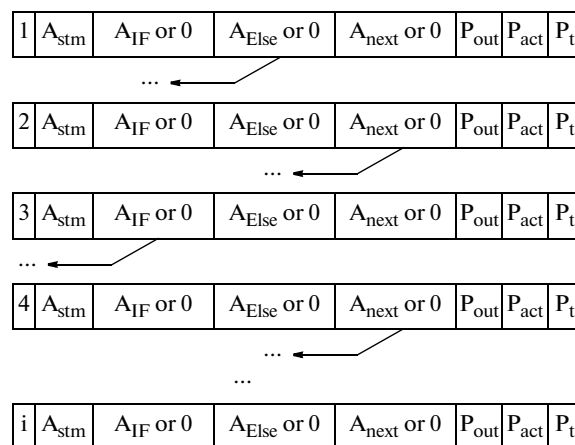 1 A_stm A_IF or 0 A_Else or 0 A_next or 0 P_out P_act P_t
...
2 A_stm A_IF or 0 A_Else or 0 A_next or 0 P_out P_act P_t
...
3 A_stm A_IF or 0 A_Else or 0 A_next or 0 P_out P_act P_t
...
4 A_stm A_IF or 0 A_Else or 0 A_next or 0 P_out P_act P_t
...
...
i A_stm A_IF or 0 A_Else or 0 A_next or 0 P_out P_act P_t